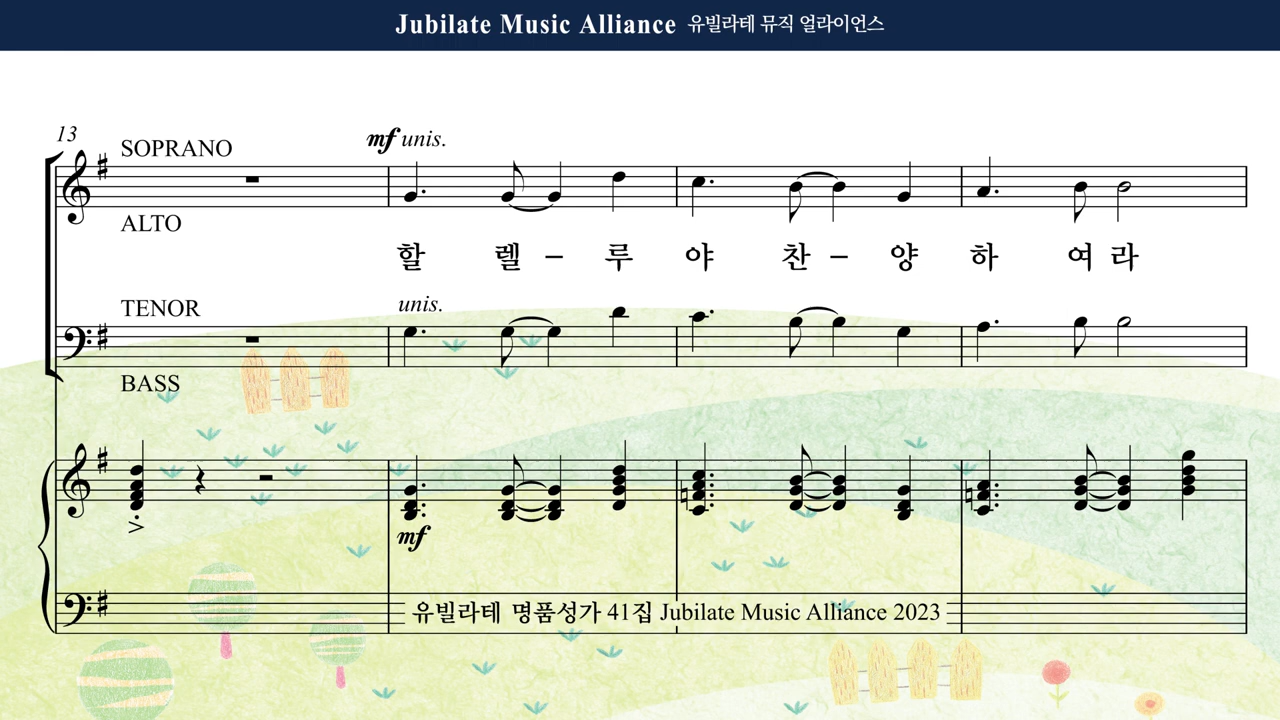 Jubilate Music Alliance 유빌라테 뮤직 얼라이언스
13
SOPRANO
mf unis.
ALTO
할 렐 – 루 야 찬 – 양 하 여 라
TENOR
unis.
BASS
mf
유빌라테 명품성가 41집 Jubilate Music Alliance 2023